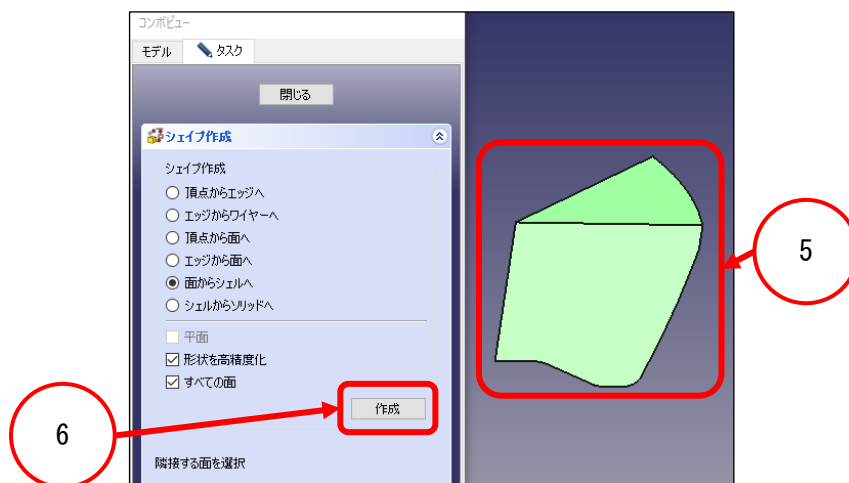 コンボビュー
モデル
タスク
閉じる
シェイプ作成
シェイプ作成
頂点からエッジへ
エッジからワイヤーへ
頂点から面へ
エッジから面へ
面からシェルへ
シェルからソリッドへ
平面
形状を高精度化
すべての面
作成
隣接する面を選択
5
6